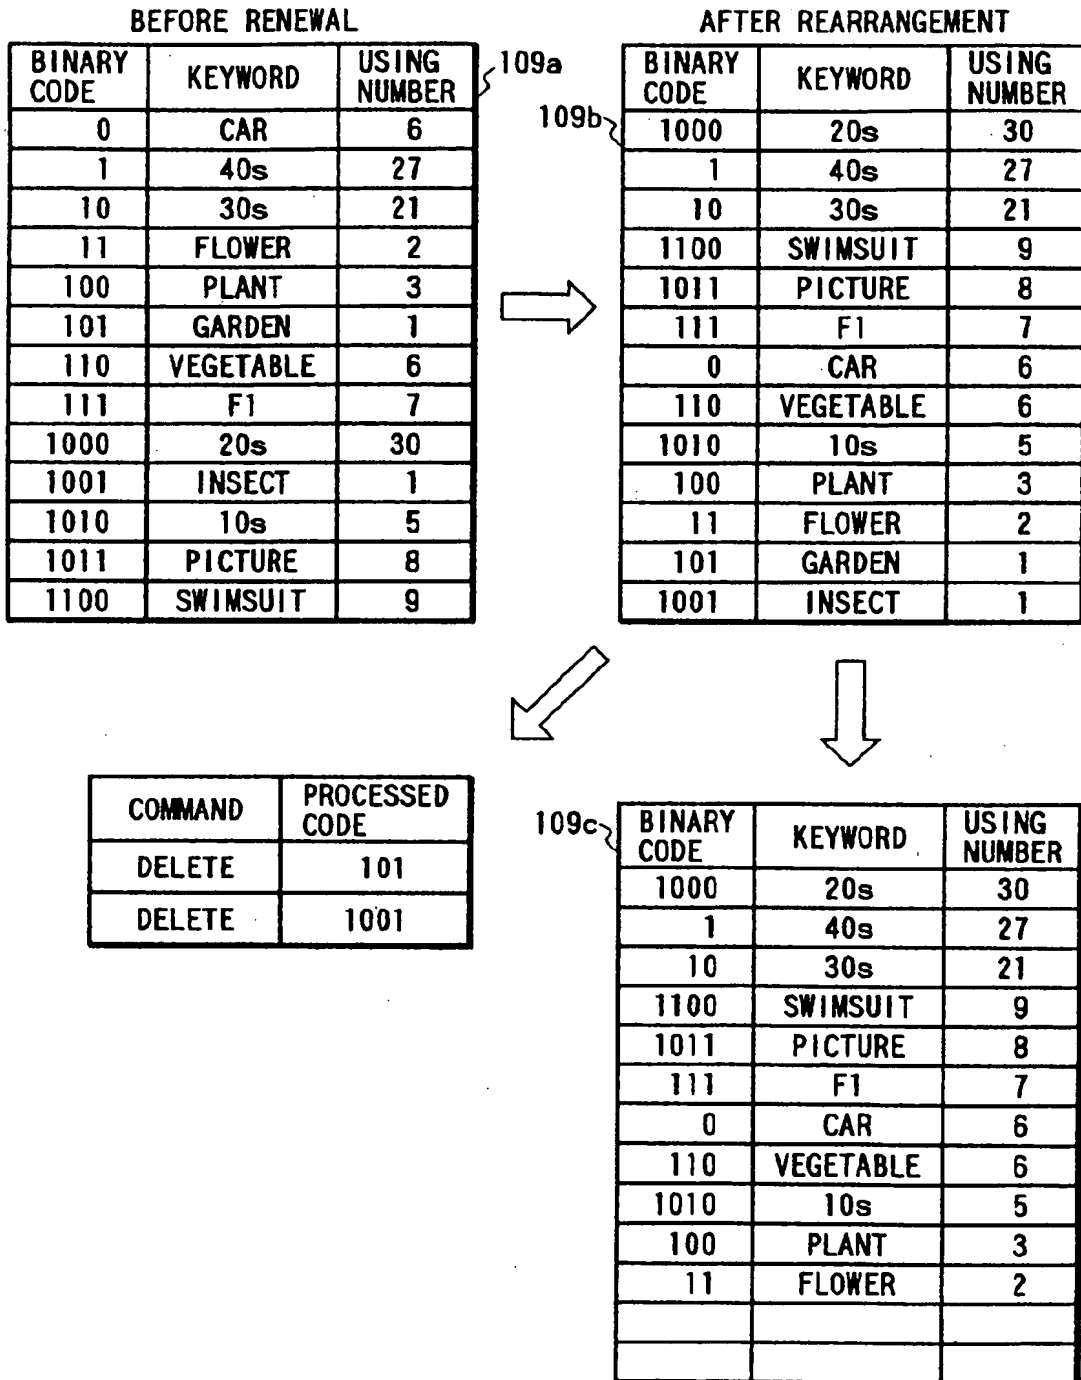 BEFORE RENEWAL
BINARY CODE KEYWORD USING NUMBER
109a
0 CAR 6
1 40s 27
10 30s 21
11 FLOWER 2
100 PLANT 3
101 GARDEN 1
110 VEGETABLE 6
111 F1 7
1000 20s 30
1001 INSECT 1
1010 10s 5
1011 PICTURE 8
1100 SWIMSUIT 9
AFTER REARRANGEMENT
BINARY CODE KEYWORD USING NUMBER
109b
1000 20s 30
1 40s 27
10 30s 21
1100 SWIMSUIT 9
1011 PICTURE 8
111 F1 7
0 CAR 6
110 VEGETABLE 6
1010 10s 5
100 PLANT 3
11 FLOWER 2
101 GARDEN 1
1001 INSECT 1
COMMAND PROCESSED CODE
DELETE 101
DELETE 1001
109c
BINARY CODE KEYWORD USING NUMBER
1000 20s 30
1 40s 27
10 30s 21
1100 SWIMSUIT 9
1011 PICTURE 8
111 F1 7
0 CAR 6
110 VEGETABLE 6
1010 10s 5
100 PLANT 3
11 FLOWER 2